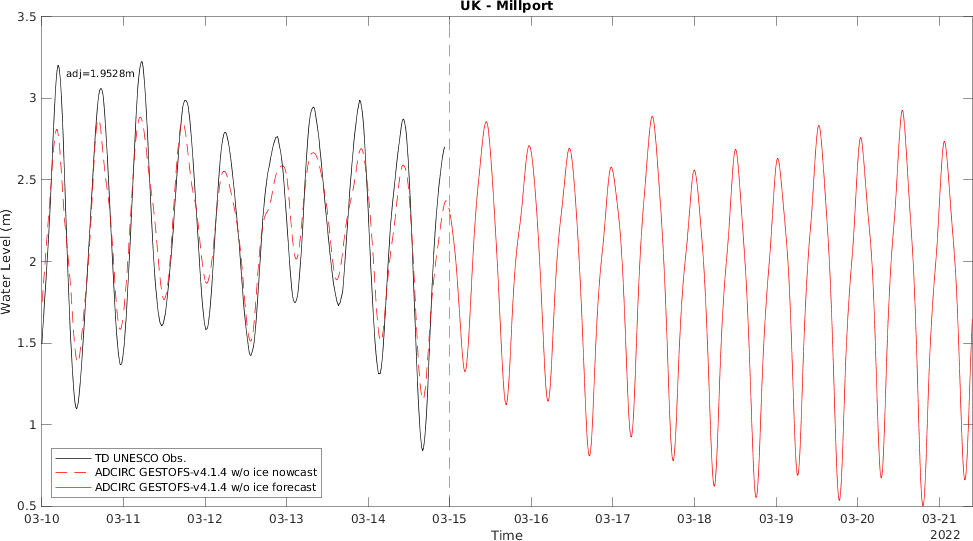 UK - Millport
3.5
3
2.5
2
1.5
1
0.5
Water Level (m)
adj=1.9528m
TD UNESCO Obs.
ADCIRC GESTOFS-v4.1.4 w/o ice nowcast
ADCIRC GESTOFS-v4.1.4 w/o ice forecast
03-10 03-11 03-12 03-13 03-14 03-15 03-16 03-17 03-18 03-19 03-20 03-21
Time
2022